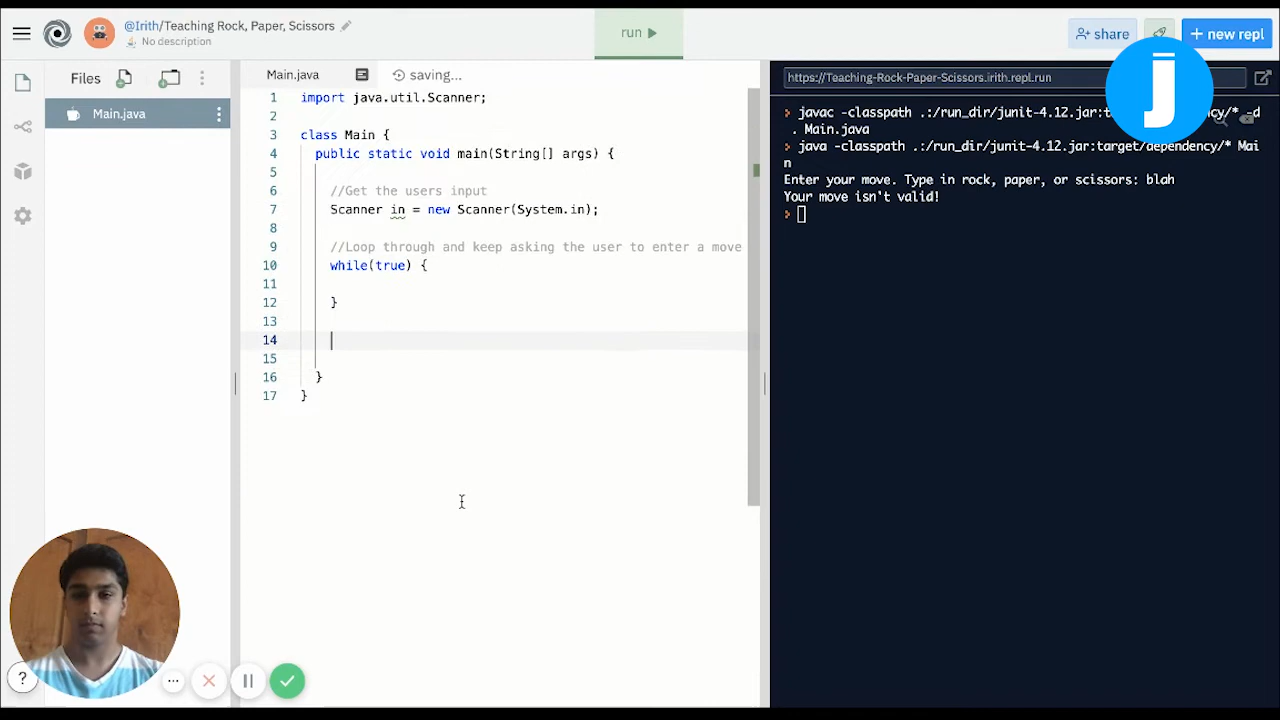 @Irith/Teaching Rock, Paper, Scissors
No description
run
share
+ new repl
Files
Main.java
Main.java
saving...
https://Teaching-Rock-Paper-Scissors.irith.repl.run
1 import java.util.Scanner;
2
3 class Main {
4 public static void main(String[] args) {
5
6 //Get the users input
7 Scanner in = new Scanner(System.in);
8
9 //Loop through and keep asking the user to enter a move
10 while(true) {
11
12 }
13
14
15
16 }
17 }
javac -classpath .:/run_dir/junit-4.12.jar:target/dependency/* -d
. Main.java
java -classpath .:/run_dir/junit-4.12.jar:target/dependency/* Mai
n
Enter your move. Type in rock, paper, or scissors: blah
Your move isn't valid!
j
?